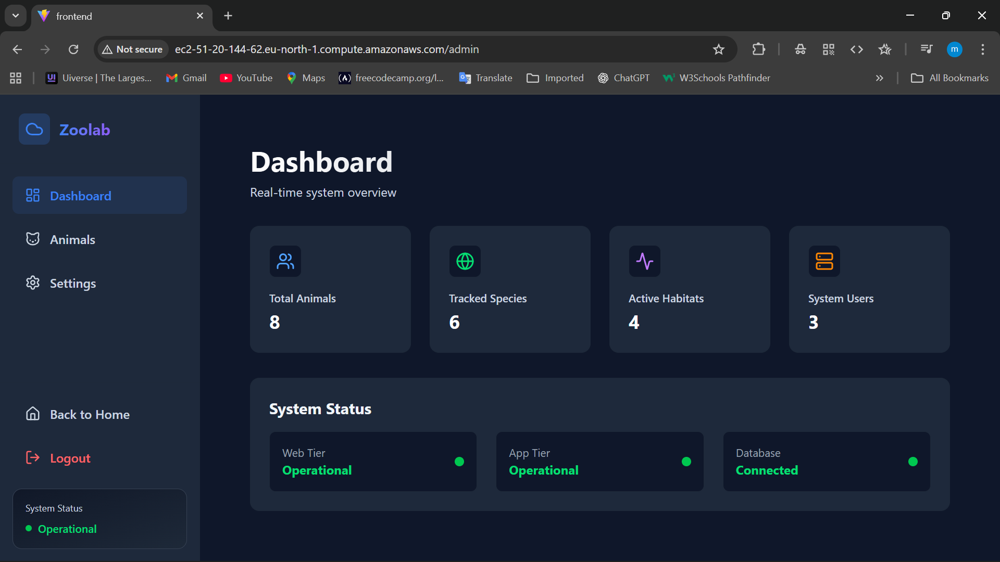 frontend
Not secure
ec2-51-20-144-62.eu-north-1.compute.amazonaws.com/admin
m
UI
Uiverse | The Larges...
Gmail
YouTube
Maps
freecodecamp.org/l...
Translate
Imported
ChatGPT
W3Schools Pathfinder
All Bookmarks
Zoolab
Dashboard
Animals
Settings
Back to Home
Logout
System Status
Operational
Dashboard
Real-time system overview
Total Animals
8
Tracked Species
6
Active Habitats
4
System Users
3
System Status
Web Tier
Operational
App Tier
Operational
Database
Connected